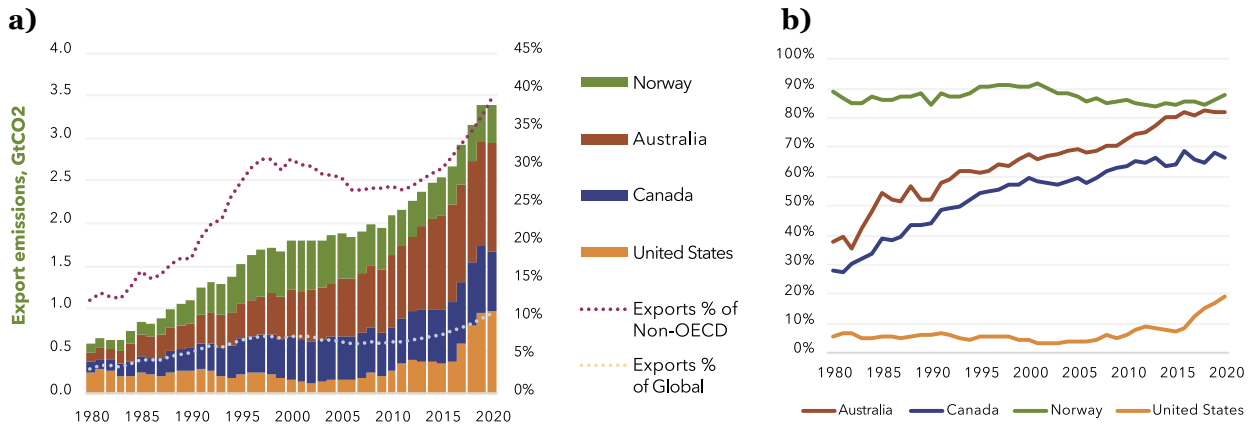 a)
Export emissions, GtCO2
4.0
3.5
3.0
2.5
2.0
1.5
1.0
0.5
0.0
45%
40%
35%
30%
25%
20%
15%
10%
5%
0%
1980 1985 1990 1995 2000 2005 2010 2015 2020
Norway
Australia
Canada
United States
Exports % of
Non-OECD
Exports %
of Global
b)
100%
90%
80%
70%
60%
50%
40%
30%
20%
10%
0%
1980 1985 1990 1995 2000 2005 2010 2015 2020
Australia Canada Norway United States